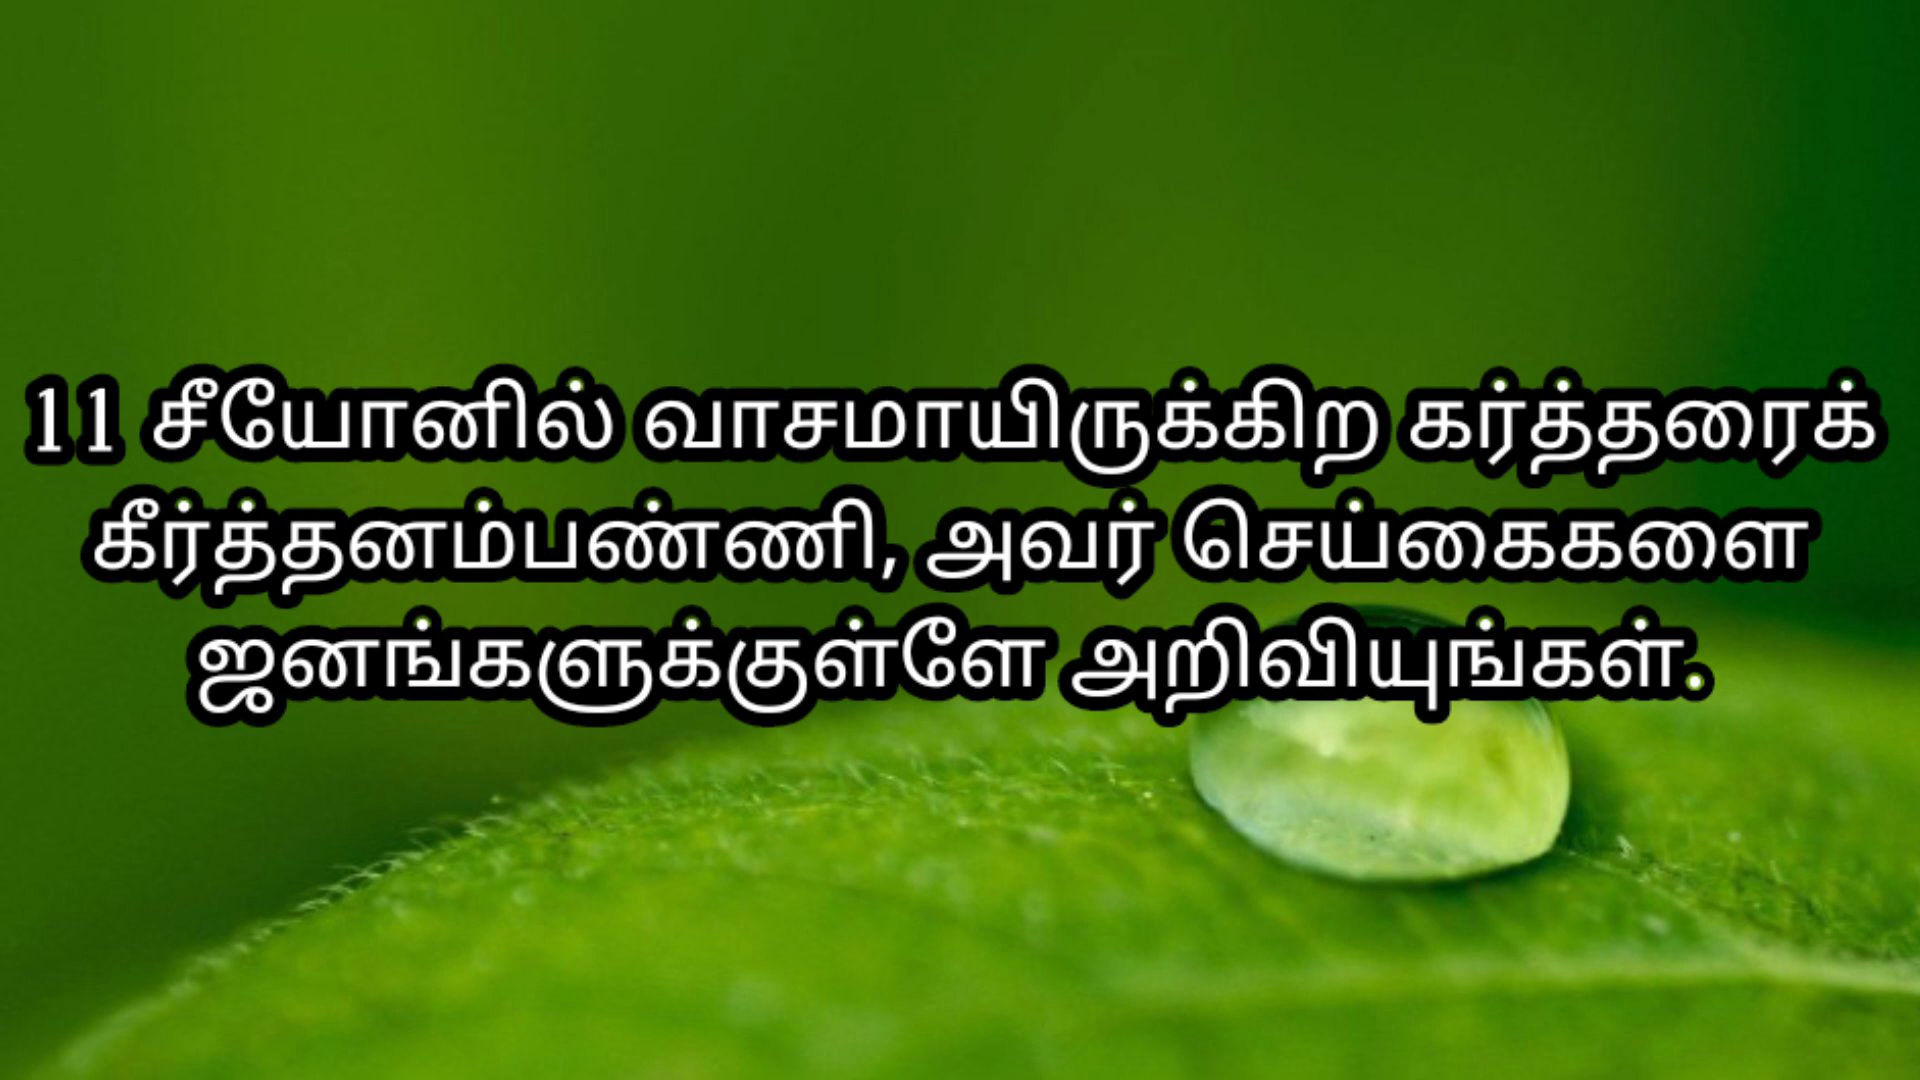 11 சீயோனில் வாசமாயிருக்கிற கர்த்தரைக்
கீர்த்தனம்பண்ணி, அவர் செய்கைகளை
ஜனங்களுக்குள்ளே அறிவியுங்கள்.